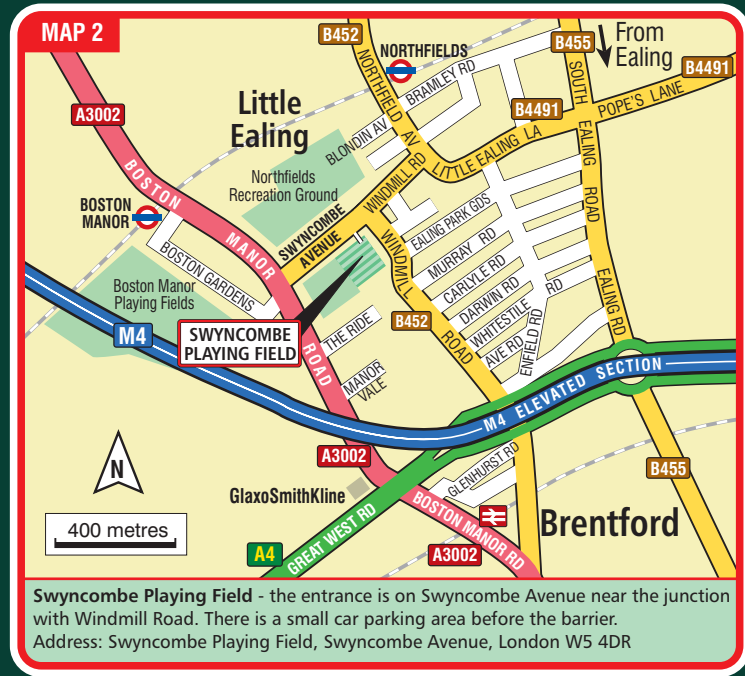 MAP 2
B452
NORTHFIELDS
B455
From
Ealing
B4491
A3002
Little
Ealing
NORTHFIELD AV
BRAMLEY RD
B4491
SOUTH EALING ROAD
POPE'S LANE
BLONDIN AV
LITTLE EALING LA
WINDMILL RD
Northfields
Recreation Ground
BOSTON
MANOR
BOSTON MANOR ROAD
SWYNCOMBE
AVENUE
EALING PARK GDS
BOSTON GARDENS
WINDMILL ROAD
MURRAY RD
CARLYLE RD
DARWIN RD
WHITESTILE RD
AVE RD
ENFIELD RD
EALING RD
Boston Manor
Playing Fields
M4
SWYNCOMBE
PLAYING FIELD
B452
THE RIDE
MANOR
VALE
M4 ELEVATED SECTION
N
A3002
GLENHURST RD
B455
GlaxoSmithKline
400 metres
A4
GREAT WEST RD
BOSTON MANOR RD
A3002
Brentford
Swyncombe Playing Field - the entrance is on Swyncombe Avenue near the junction
with Windmill Road. There is a small car parking area before the barrier.
Address: Swyncombe Playing Field, Swyncombe Avenue, London W5 4DR